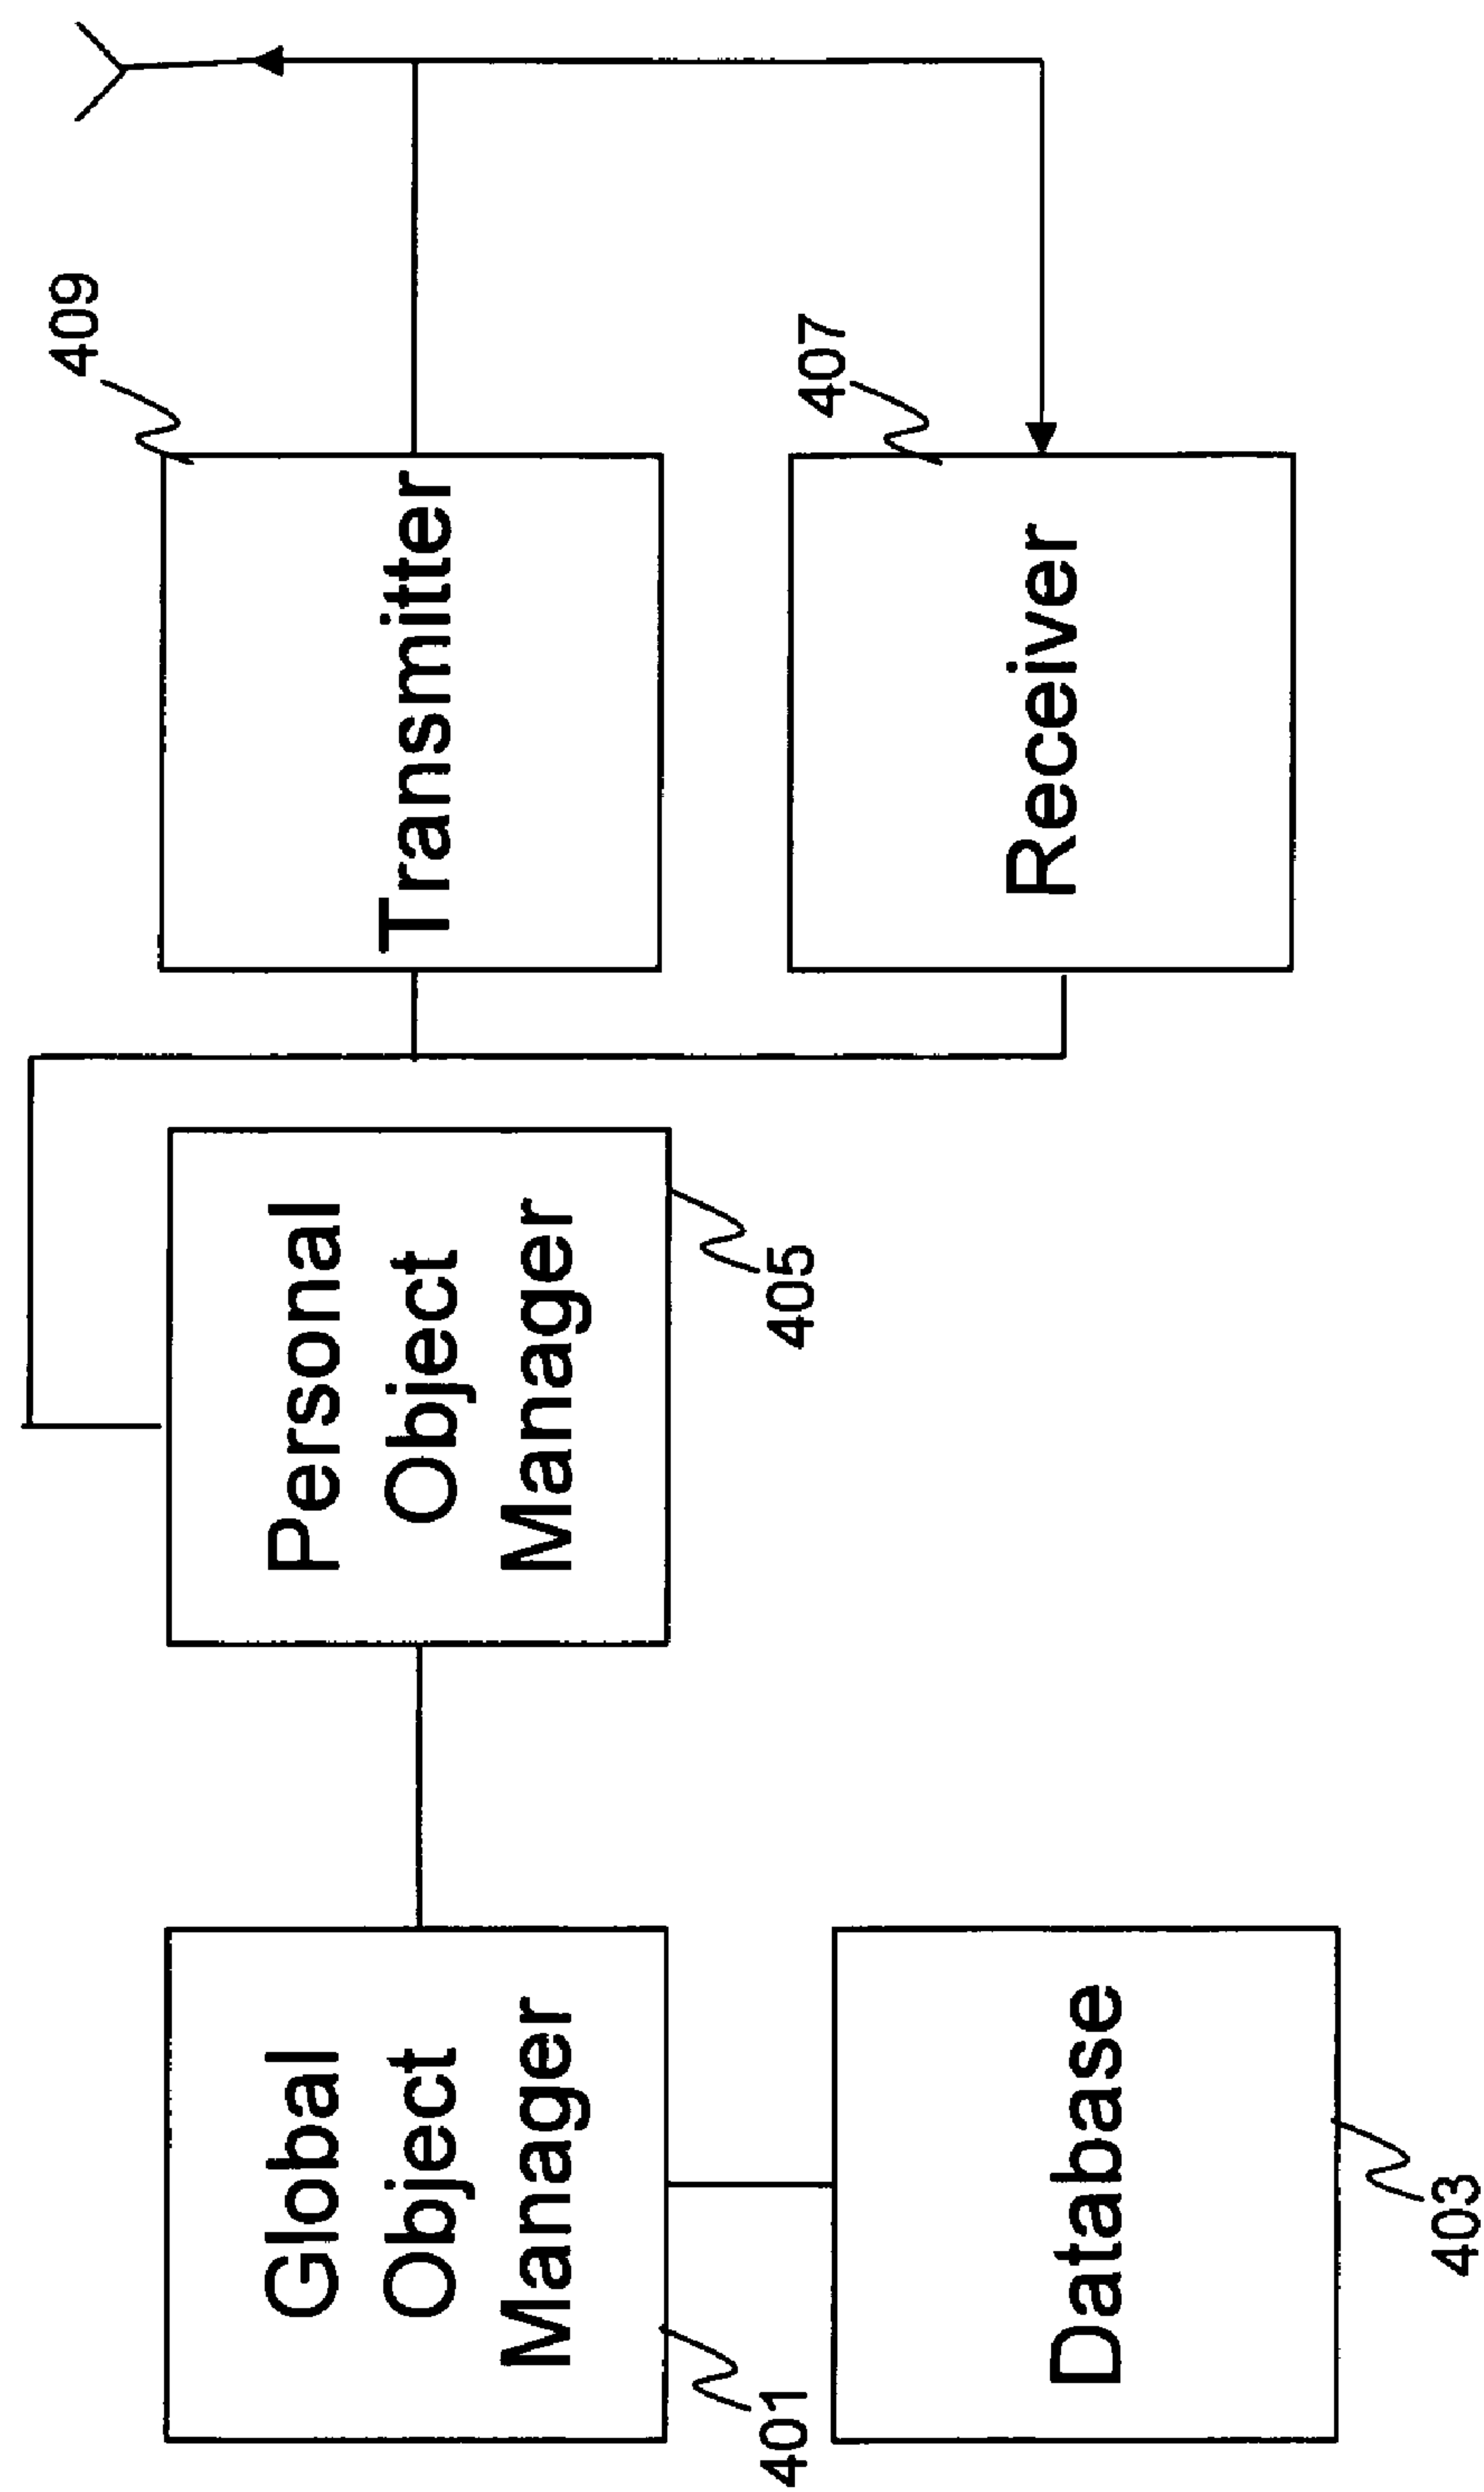 Global
Object
Manager
401
Database
403
Personal
Object
Manager
405
Transmitter
409
Receiver
407